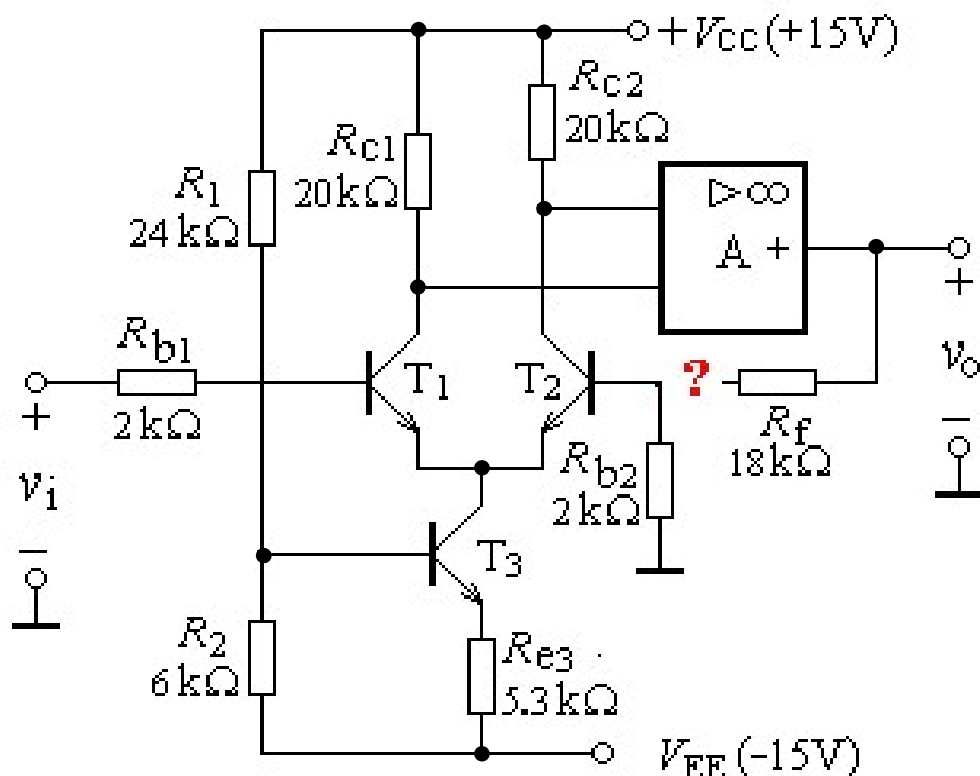 +VCC(+15V)
Rc2
20kΩ
Rc1
20kΩ
R1
24kΩ
▷∞
A +
+
Rb1
2kΩ
T1
T2
?
Rf
18kΩ
vo
−
+
vi
−
Rb2
2kΩ
T3
R2
6kΩ
Re3
5.3kΩ
VEE(-15V)